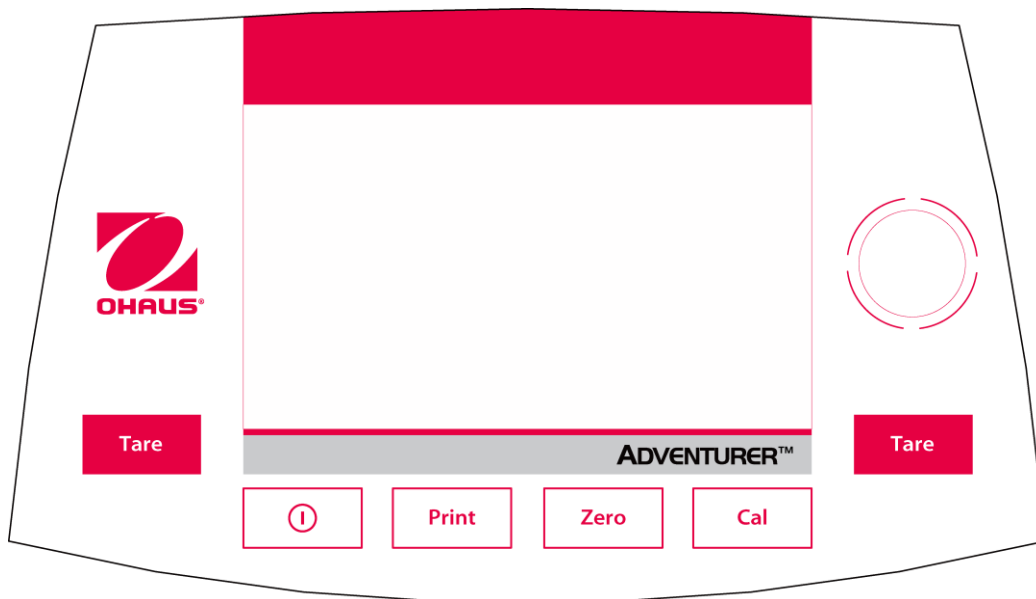 OHAUS®
Tare
Tare
ADVENTURER™
Print
Zero
Cal